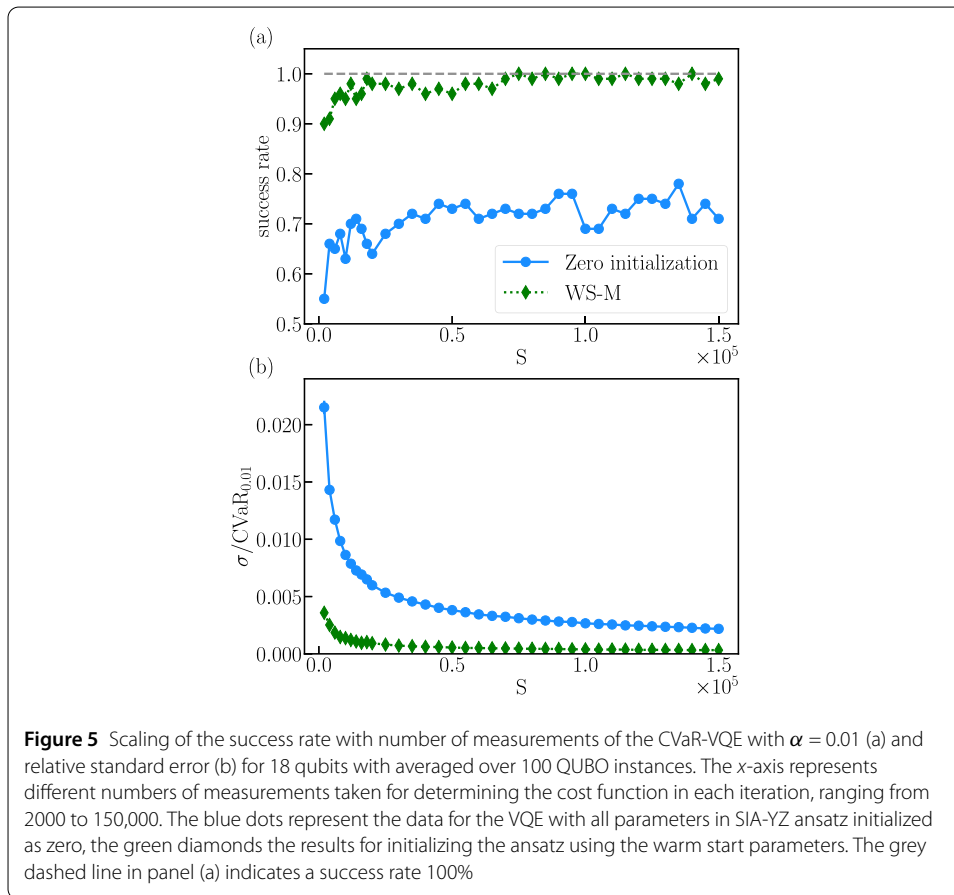 (a)
1.0
0.9
0.8
0.7
0.6
0.5
success rate
Zero initialization
WS-M
0.0
0.5
1.0
1.5
S
×10⁵
(b)
0.020
0.015
0.010
0.005
0.000
σ/CVaR₀.₀₁
0.0
0.5
1.0
1.5
S
×10⁵
Figure 5 Scaling of the success rate with number of measurements of the CVaR-VQE with α = 0.01 (a) and
relative standard error (b) for 18 qubits with averaged over 100 QUBO instances. The x-axis represents
different numbers of measurements taken for determining the cost function in each iteration, ranging from
2000 to 150,000. The blue dots represent the data for the VQE with all parameters in SIA-YZ ansatz initialized
as zero, the green diamonds the results for initializing the ansatz using the warm start parameters. The grey
dashed line in panel (a) indicates a success rate 100%